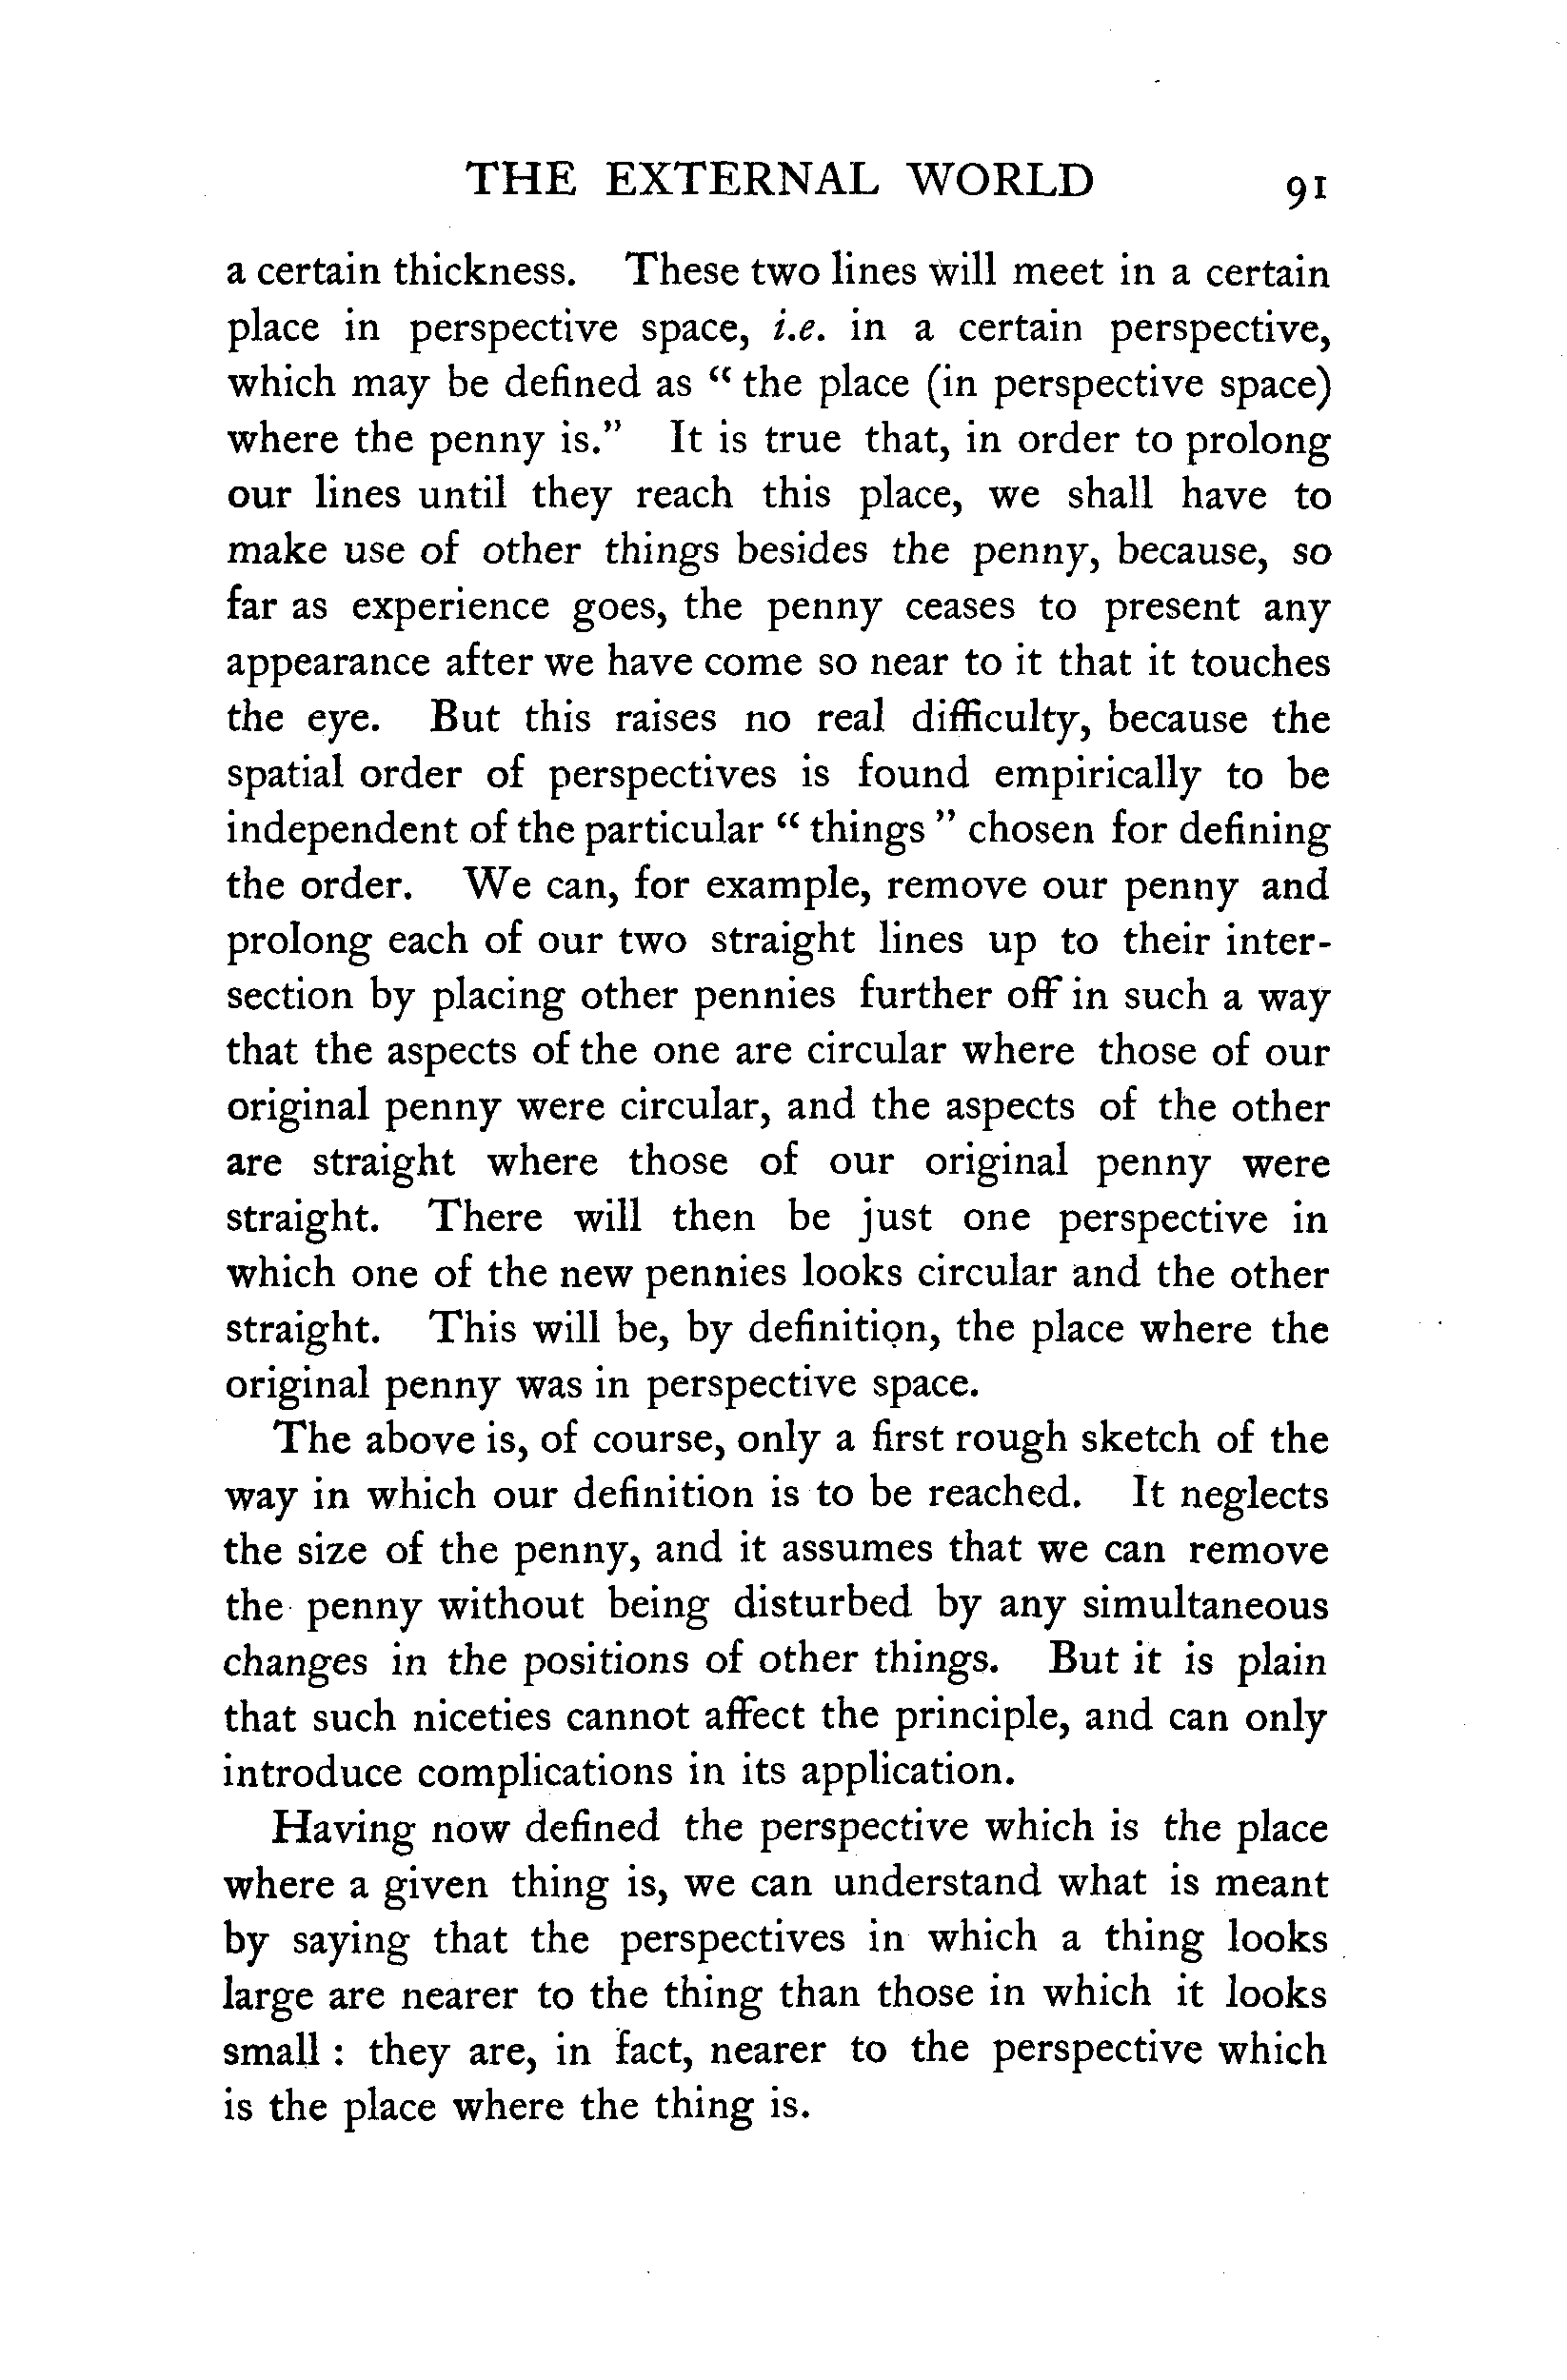 THE EXTERNAL WORLD 91
a certain thickness. These two lines will meet in a certain
place in perspective space, i.e. in a certain perspective,
which may be defined as “ the place (in perspective space)
where the penny is.” It is true that, in order to prolong
our lines until they reach this place, we shall have to
make use of other things besides the penny, because, so
far as experience goes, the penny ceases to present any
appearance after we have come so near to it that it touches
the eye. But this raises no real difficulty, because the
spatial order of perspectives is found empirically to be
independent of the particular “ things ” chosen for defining
the order. We can, for example, remove our penny and
prolong each of our two straight lines up to their inter-
section by placing other pennies further off in such a way
that the aspects of the one are circular where those of our
original penny were circular, and the aspects of the other
are straight where those of our original penny were
straight. There will then be just one perspective in
which one of the new pennies looks circular and the other
straight. This will be, by definition, the place where the
original penny was in perspective space.
The above is, of course, only a first rough sketch of the
way in which our definition is to be reached. It neglects
the size of the penny, and it assumes that we can remove
the penny without being disturbed by any simultaneous
changes in the positions of other things. But it is plain
that such niceties cannot affect the principle, and can only
introduce complications in its application.
Having now defined the perspective which is the place
where a given thing is, we can understand what is meant
by saying that the perspectives in which a thing looks
large are nearer to the thing than those in which it looks
small : they are, in fact, nearer to the perspective which
is the place where the thing is.